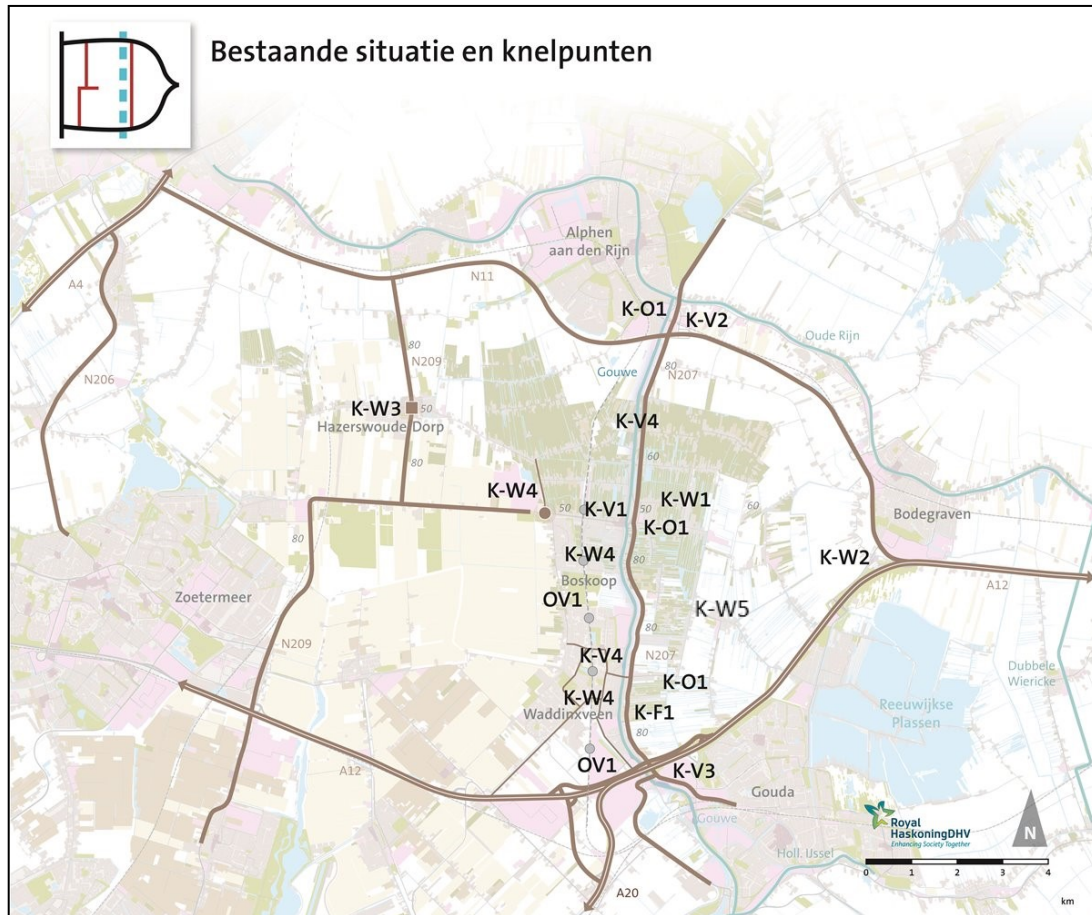 Bestaande situatie en knelpunten
Alphen
aan den Rijn
A4
N11
K-O1
K-V2
Oude Rijn
N206
80
N209
Gouwe
80
N207
K-W3
50
Hazerswoude Dorp
K-V4
80
60
K-W4
50
K-V1
50
K-W1
60
K-O1
Bodegraven
80
K-W4
80
K-W2
Boskoop
A12
Zoetermeer
OV1
K-W5
N209
80
K-V4
N207
K-O1
Dubbele
Wiericke
K-W4
Reeuwijkse
Plassen
Waddinxveen
K-F1
80
A12
OV1
K-V3
Gouda
Gouwe
Royal
HaskoningDHV
Enhancing Society Together
N
Holl. IJssel
0
1
2
3
4
A20
km